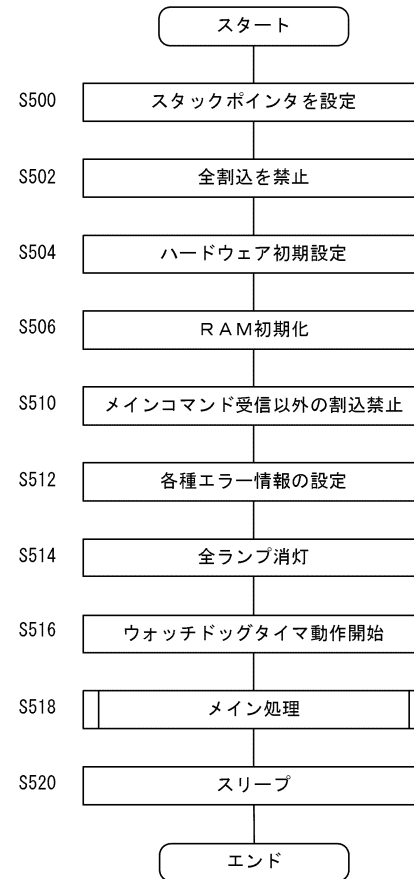 スタート
S500 スタックポインタを設定
S502 全割込を禁止
S504 ハードウェア初期設定
S506 RAM初期化
S510 メインコマンド受信以外の割込禁止
S512 各種エラー情報の設定
S514 全ランプ消灯
S516 ウォッチドッグタイマ動作開始
S518 メイン処理
S520 スリープ
エンド